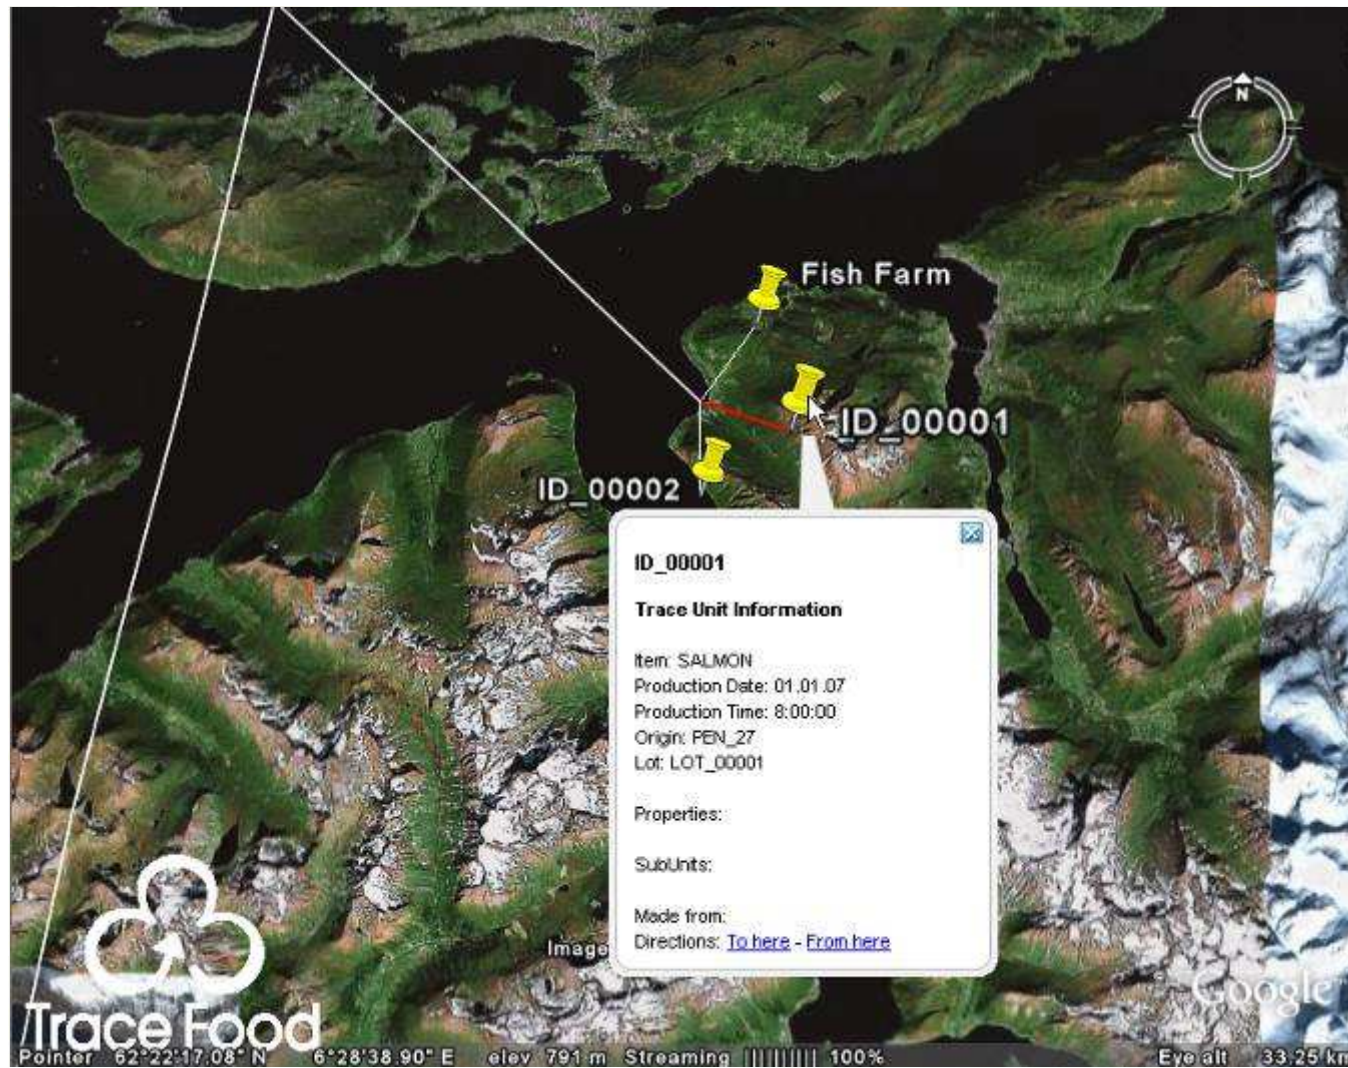 N
Fish Farm
ID_00001
ID_00002
ID_00001
Trace Unit Information
Item: SALMON
Production Date: 01.01.07
Production Time: 8:00:00
Origin: PEN_27
Lot: LOT_00001
Properties:
SubUnits:
Made from:
Directions: To here - From here
Image
Google
Trace Food
Pointer 62°22'17.08" N 6°28'38.90" E elev 791 m Streaming ||||||||| 100% Eye alt 33.25 km